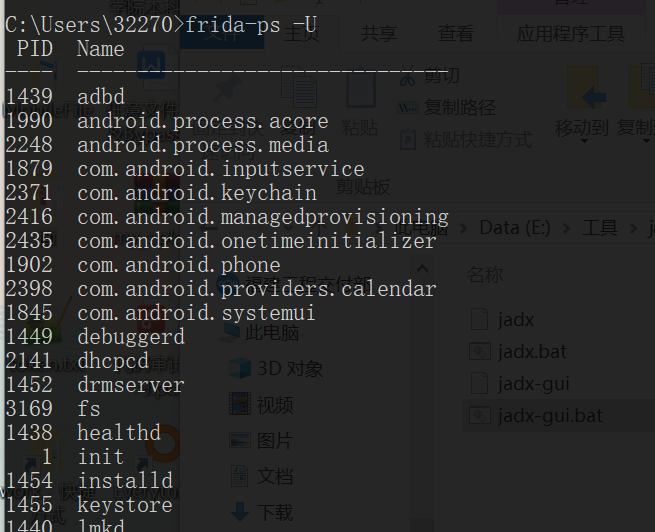 C:\Users\32270>frida-ps -U
PID Name
---- --------------------------------
1439 adbd
1990 android.process.acore
2248 android.process.media
1879 com.android.inputservice
2371 com.android.keychain
2416 com.android.managedprovisioning
2435 com.android.onetimeinitializer
1902 com.android.phone
2398 com.android.providers.calendar
1845 com.android.systemui
1449 debuggerd
2141 dhcpcd
1452 drmserver
3169 fs
1438 healthd
1 init
1454 installd
1455 keystore
1440 lmkd
文件
共享
查看
应用程序工具
管理
粘贴
剪切
复制路径
粘贴快捷方式
移动到
复制到
剪贴板
此电脑 > Data (E:) > 工具
名称
jadx
jadx.bat
jadx-gui
jadx-gui.bat
此电脑
3D 对象
视频
图片
文档
下载